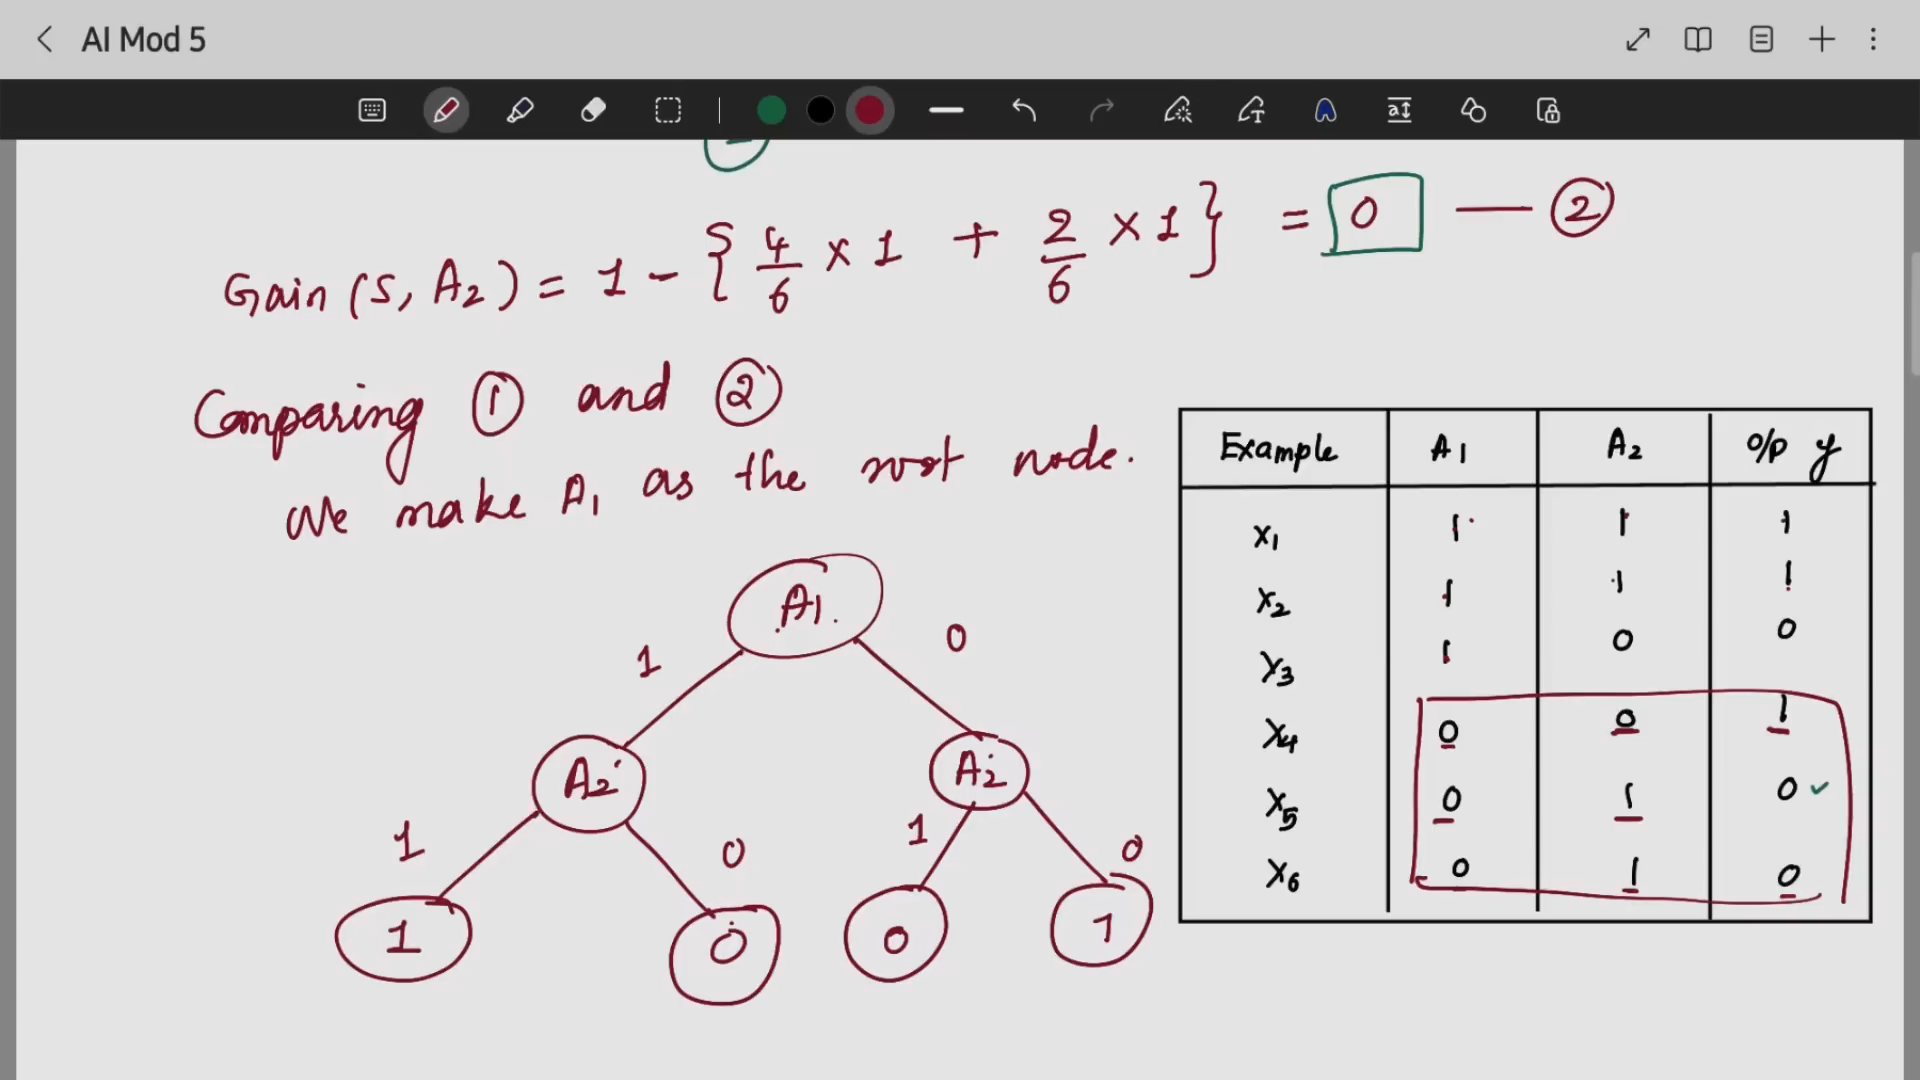 AI Mod 5
Gain (S, A2) = 1 - { 4/6 x 1 + 2/6 x 1 } = 0 — ②
Comparing ① and ②
We make A1 as the root node.
A1
1 0
A2 A2
1 0 1 0
1 0 0 1
Example A1 A2 O/P y
x1 1 1 1
x2 1 1 1
x3 1 0 0
x4 0 0 1
x5 0 1 0 ✓
x6 0 1 0